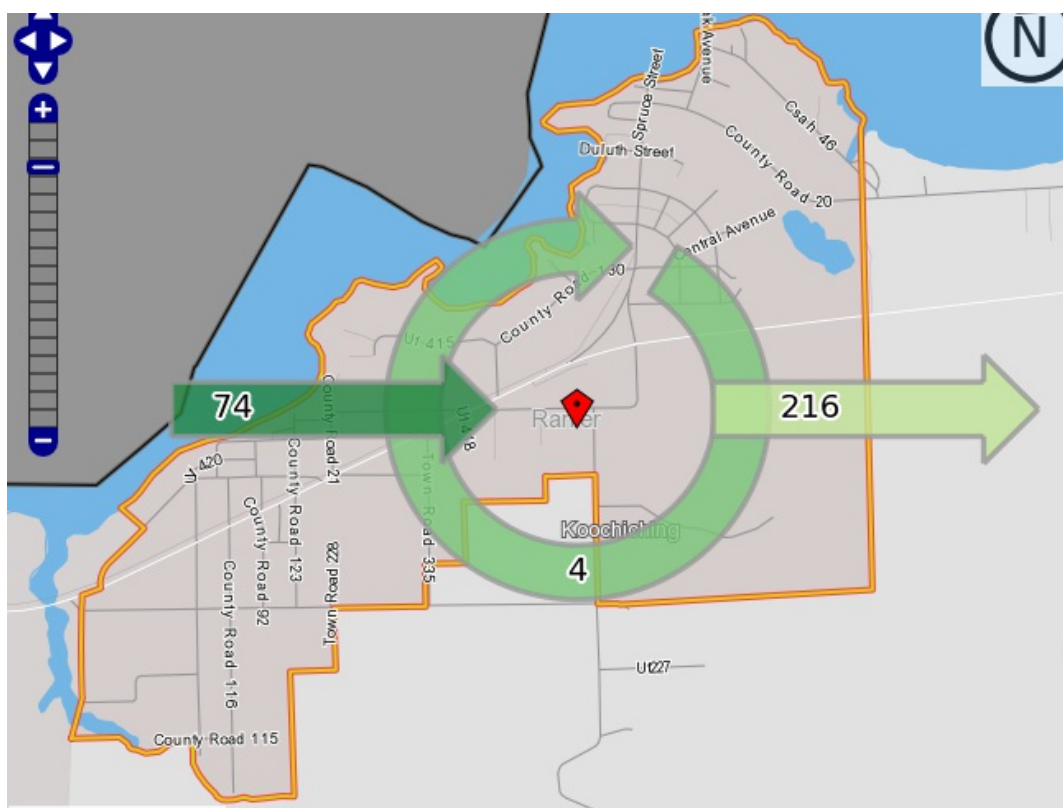 N
ak Avenue
Spruce Street
Csah 46
Duluth Street
County Road 20
Central Avenue
County Road 130
Ut 415
74
County Road 21
Ut 418
Ranier
216
Ut 420
County Road 123
Town Road 335
County Road 92
Koochiching
4
Town Road 228
County Road 116
Ut 227
County Road 115